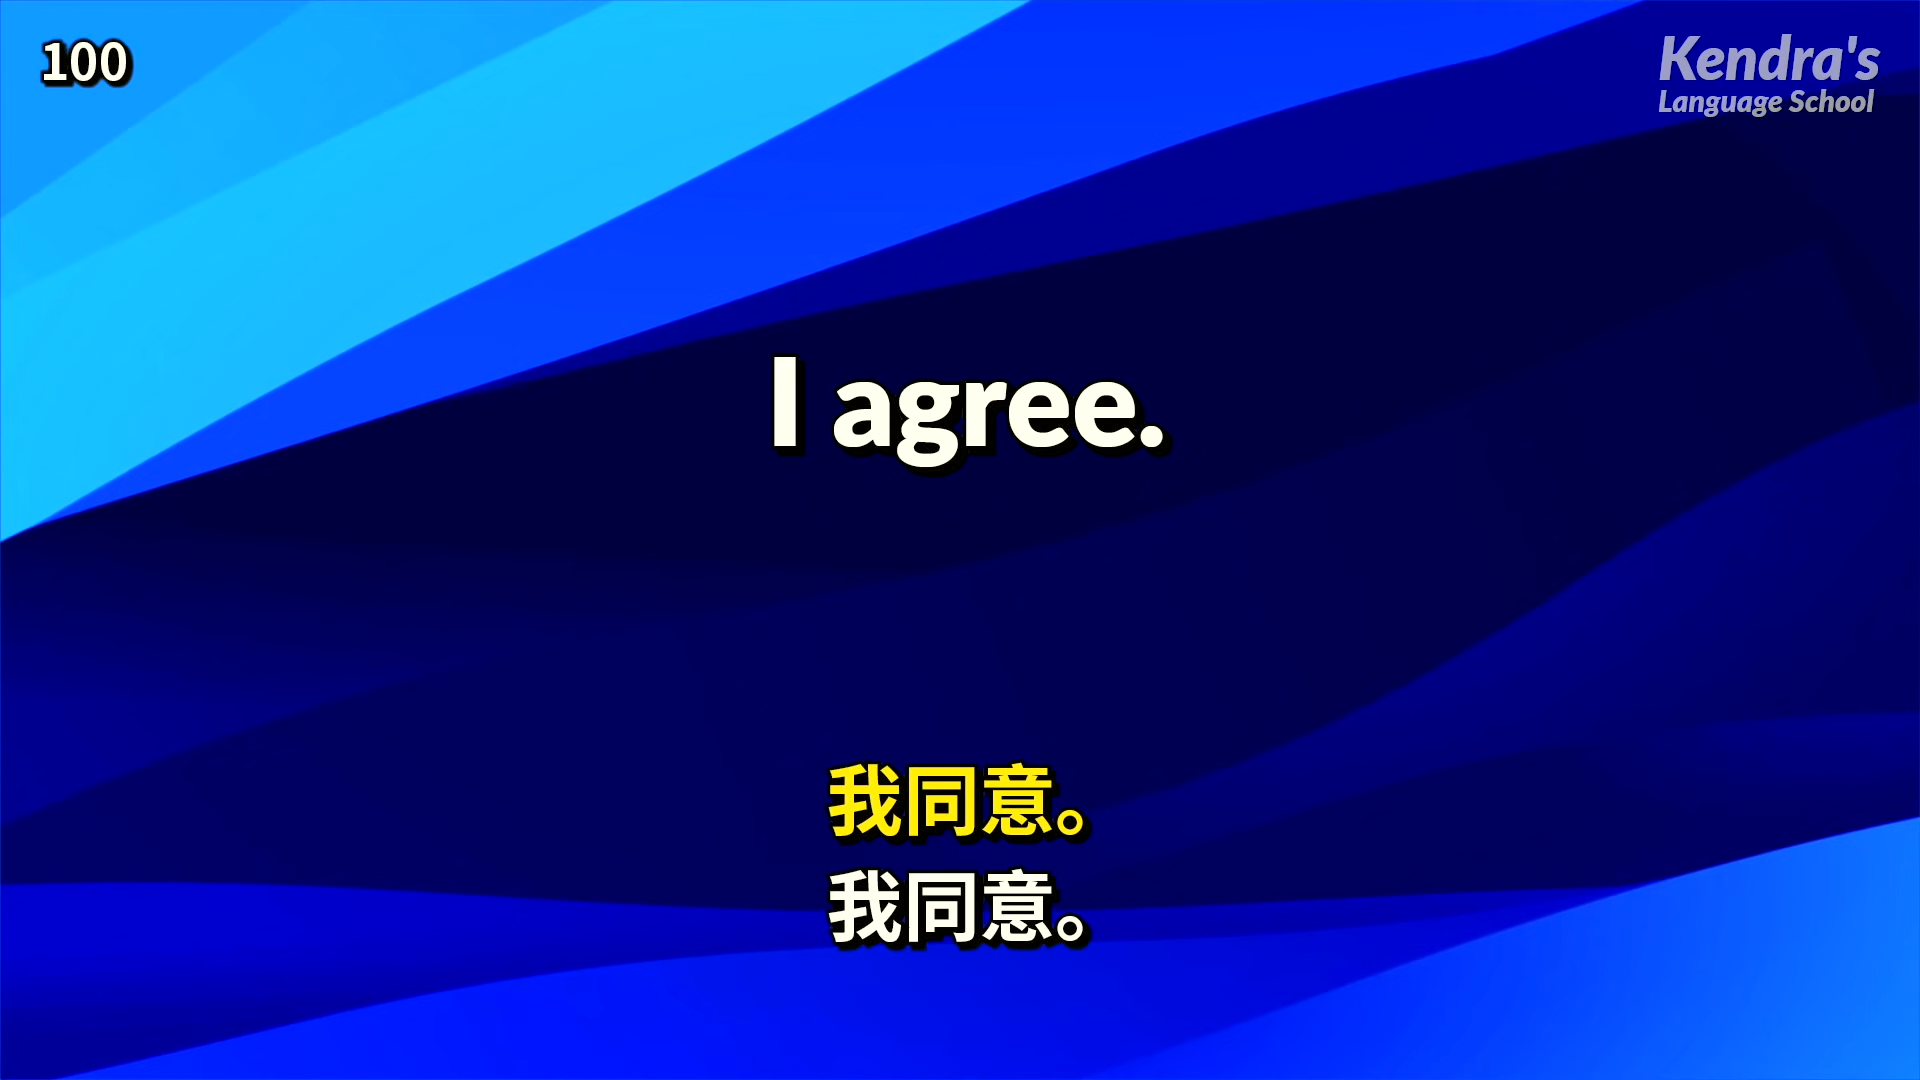 100
Kendra's
Language School
I agree.
我同意。
我同意。